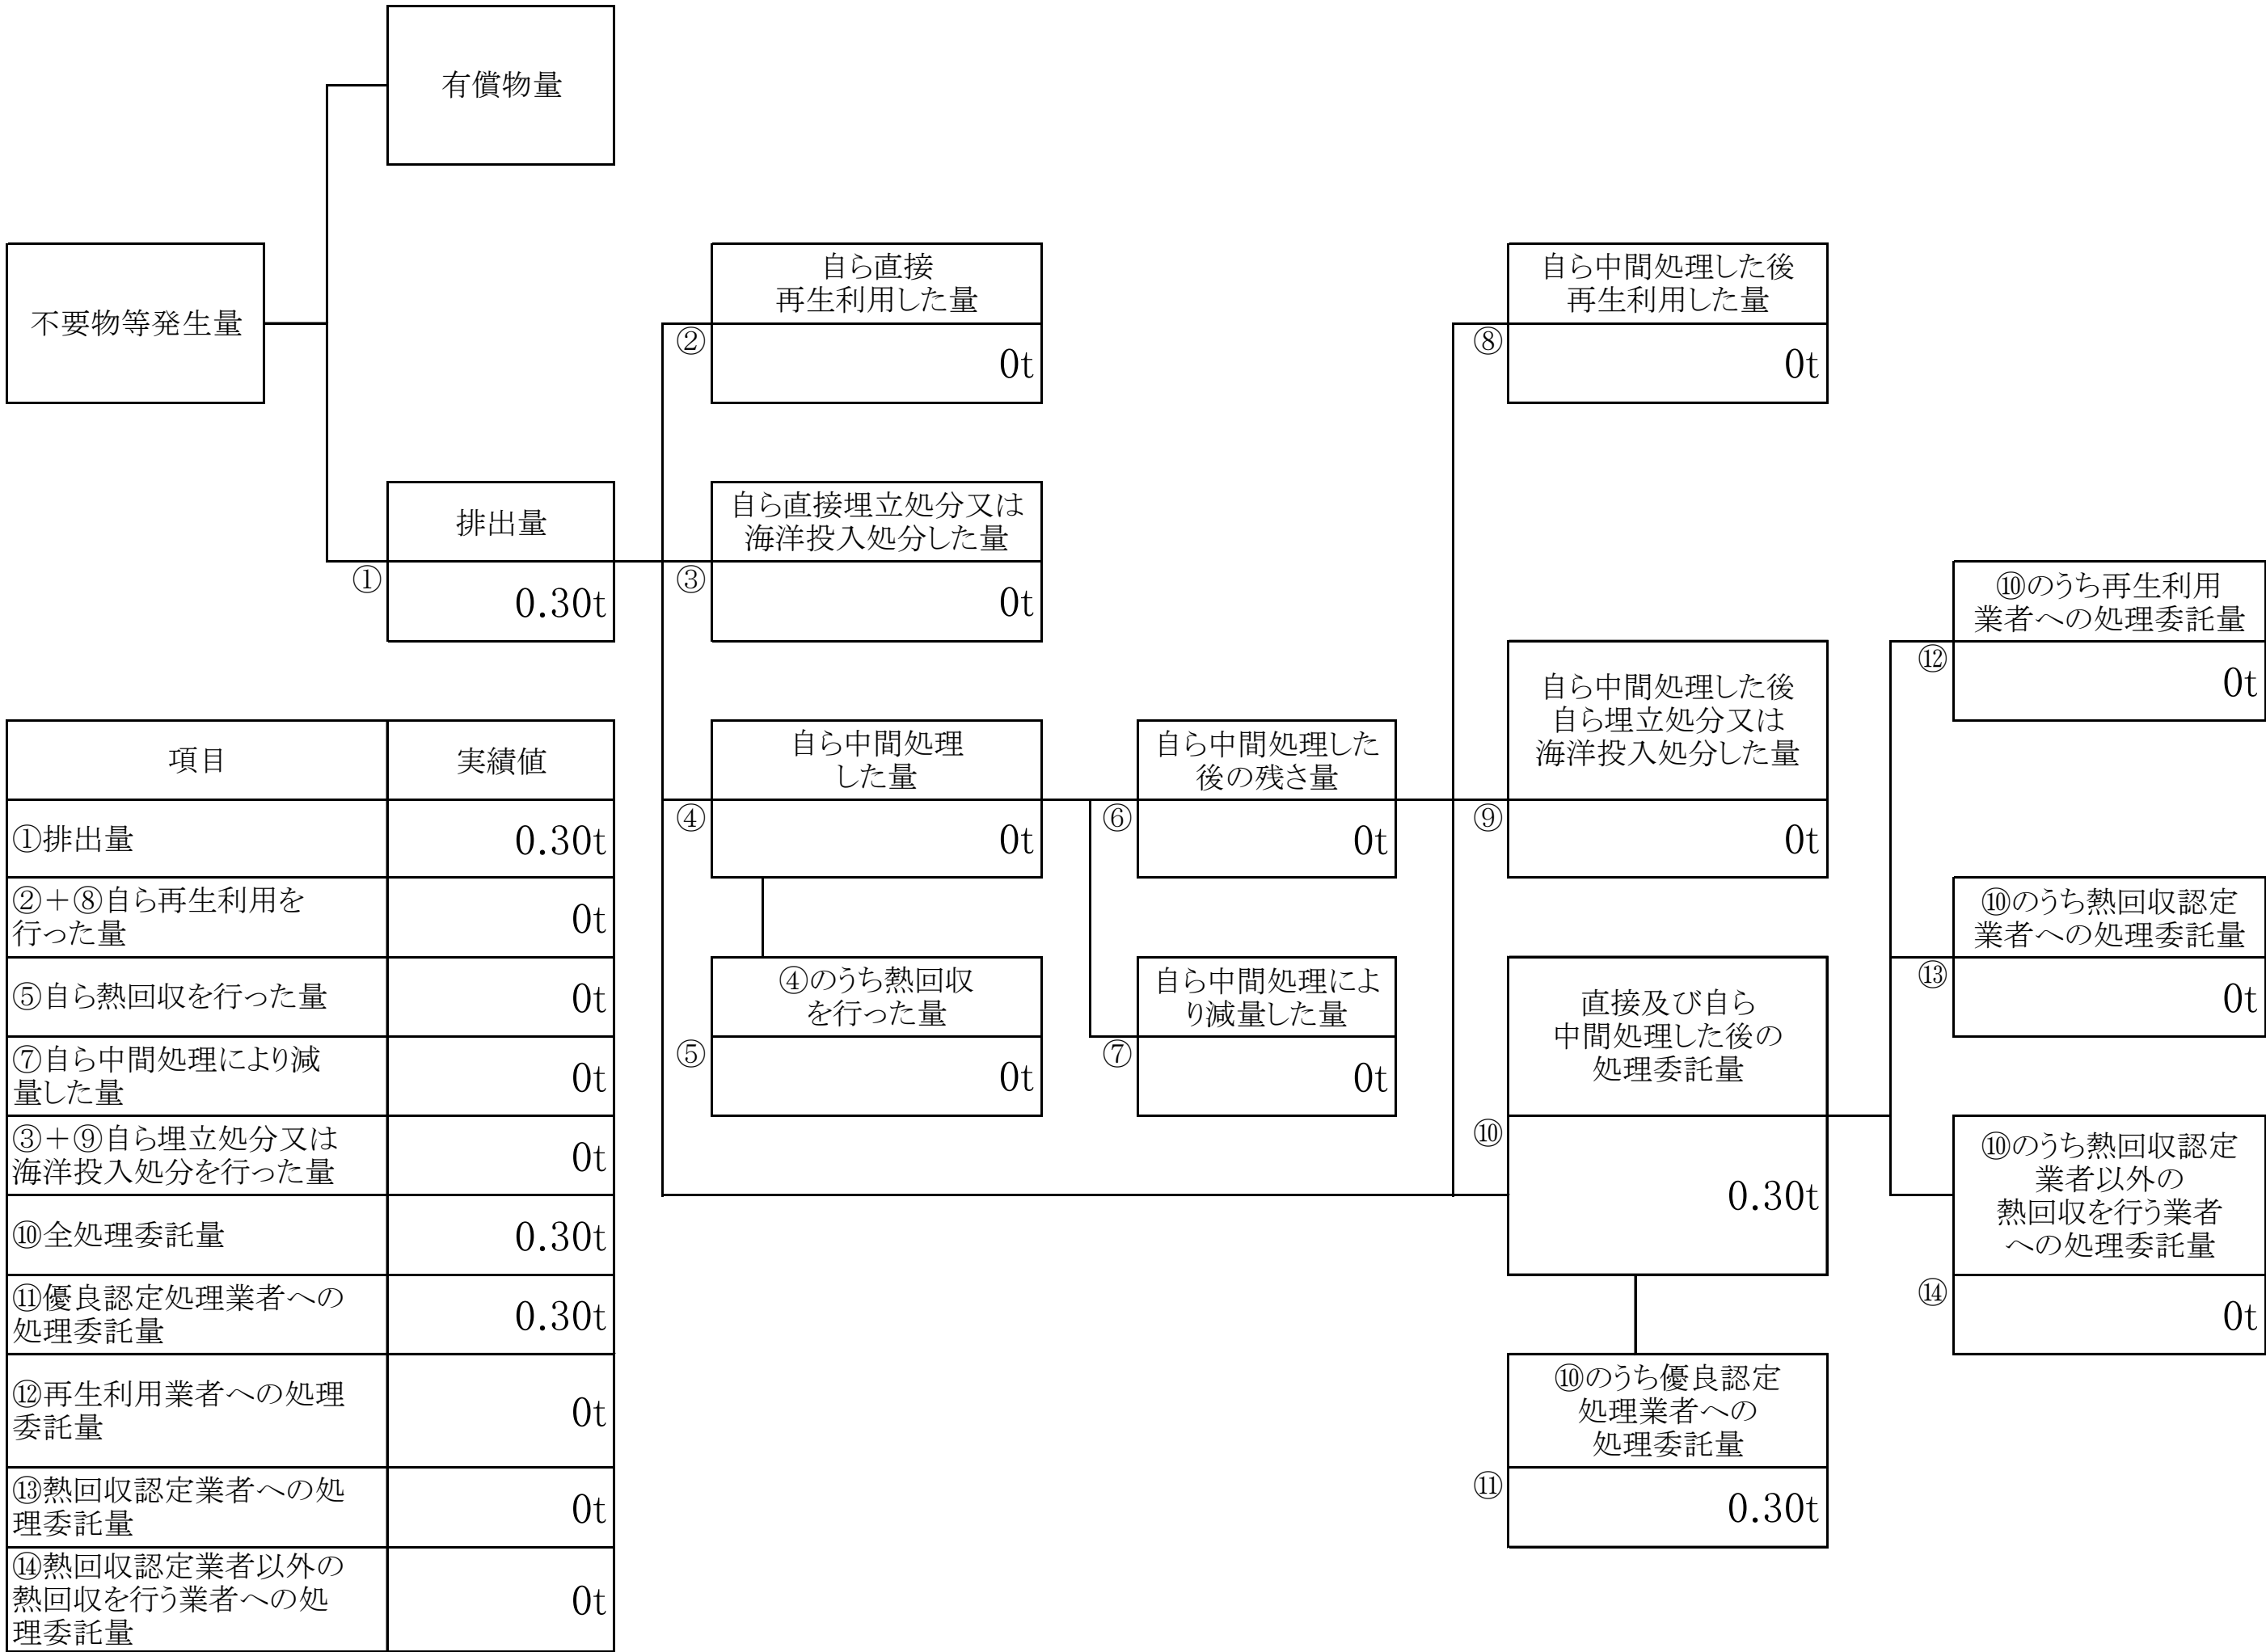 有償物量
不要物等発生量
排出量
①
0.30t
自ら直接
再生利用した量
②
0t
自ら直接埋立処分又は
海洋投入処分した量
③
0t
自ら中間処理
した量
④
0t
④のうち熱回収
を行った量
⑤
0t
自ら中間処理した
後の残さ量
⑥
0t
自ら中間処理によ
り減量した量
⑦
0t
自ら中間処理した後
再生利用した量
⑧
0t
自ら中間処理した後
自ら埋立処分又は
海洋投入処分した量
⑨
0t
直接及び自ら
中間処理した後の
処理委託量
⑩
0.30t
⑩のうち優良認定
処理業者への
処理委託量
⑪
0.30t
⑩のうち再生利用
業者への処理委託量
⑫
0t
⑩のうち熱回収認定
業者への処理委託量
⑬
0t
⑩のうち熱回収認定
業者以外の
熱回収を行う業者
への処理委託量
⑭
0t
項目 実績値
①排出量 0.30t
②+⑧自ら再生利用を
行った量 0t
⑤自ら熱回収を行った量 0t
⑦自ら中間処理により減
量した量 0t
③+⑨自ら埋立処分又は
海洋投入処分を行った量 0t
⑩全処理委託量 0.30t
⑪優良認定処理業者への
処理委託量 0.30t
⑫再生利用業者への処理
委託量 0t
⑬熱回収認定業者への処
理委託量 0t
⑭熱回収認定業者以外の
熱回収を行う業者への処
理委託量 0t